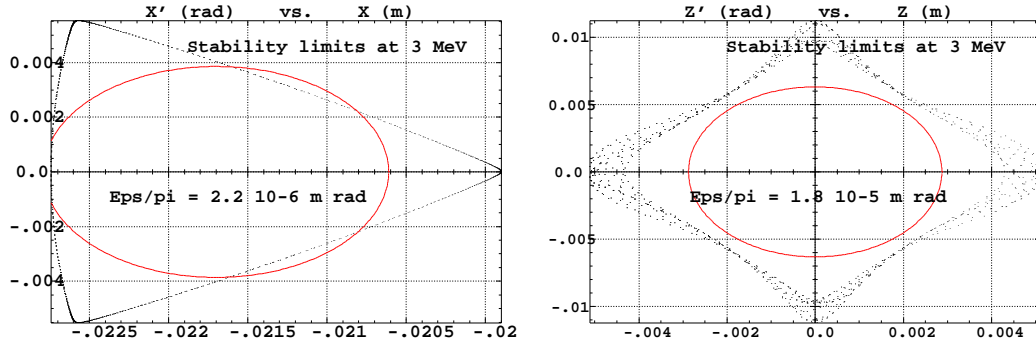 X' (rad) vs. X (m)
Stability limits at 3 MeV
0.004
0.002
0.0
-.002
-.004
Eps/pi = 2.2 10-6 m rad
-.0225 -.022 -.0215 -.021 -.0205 -.02
Z' (rad) vs. Z (m)
Stability limits at 3 MeV
0.01
0.005
0.0
-.005
-.01
Eps/pi = 1.8 10-5 m rad
-.004 -.002 0.0 0.002 0.004